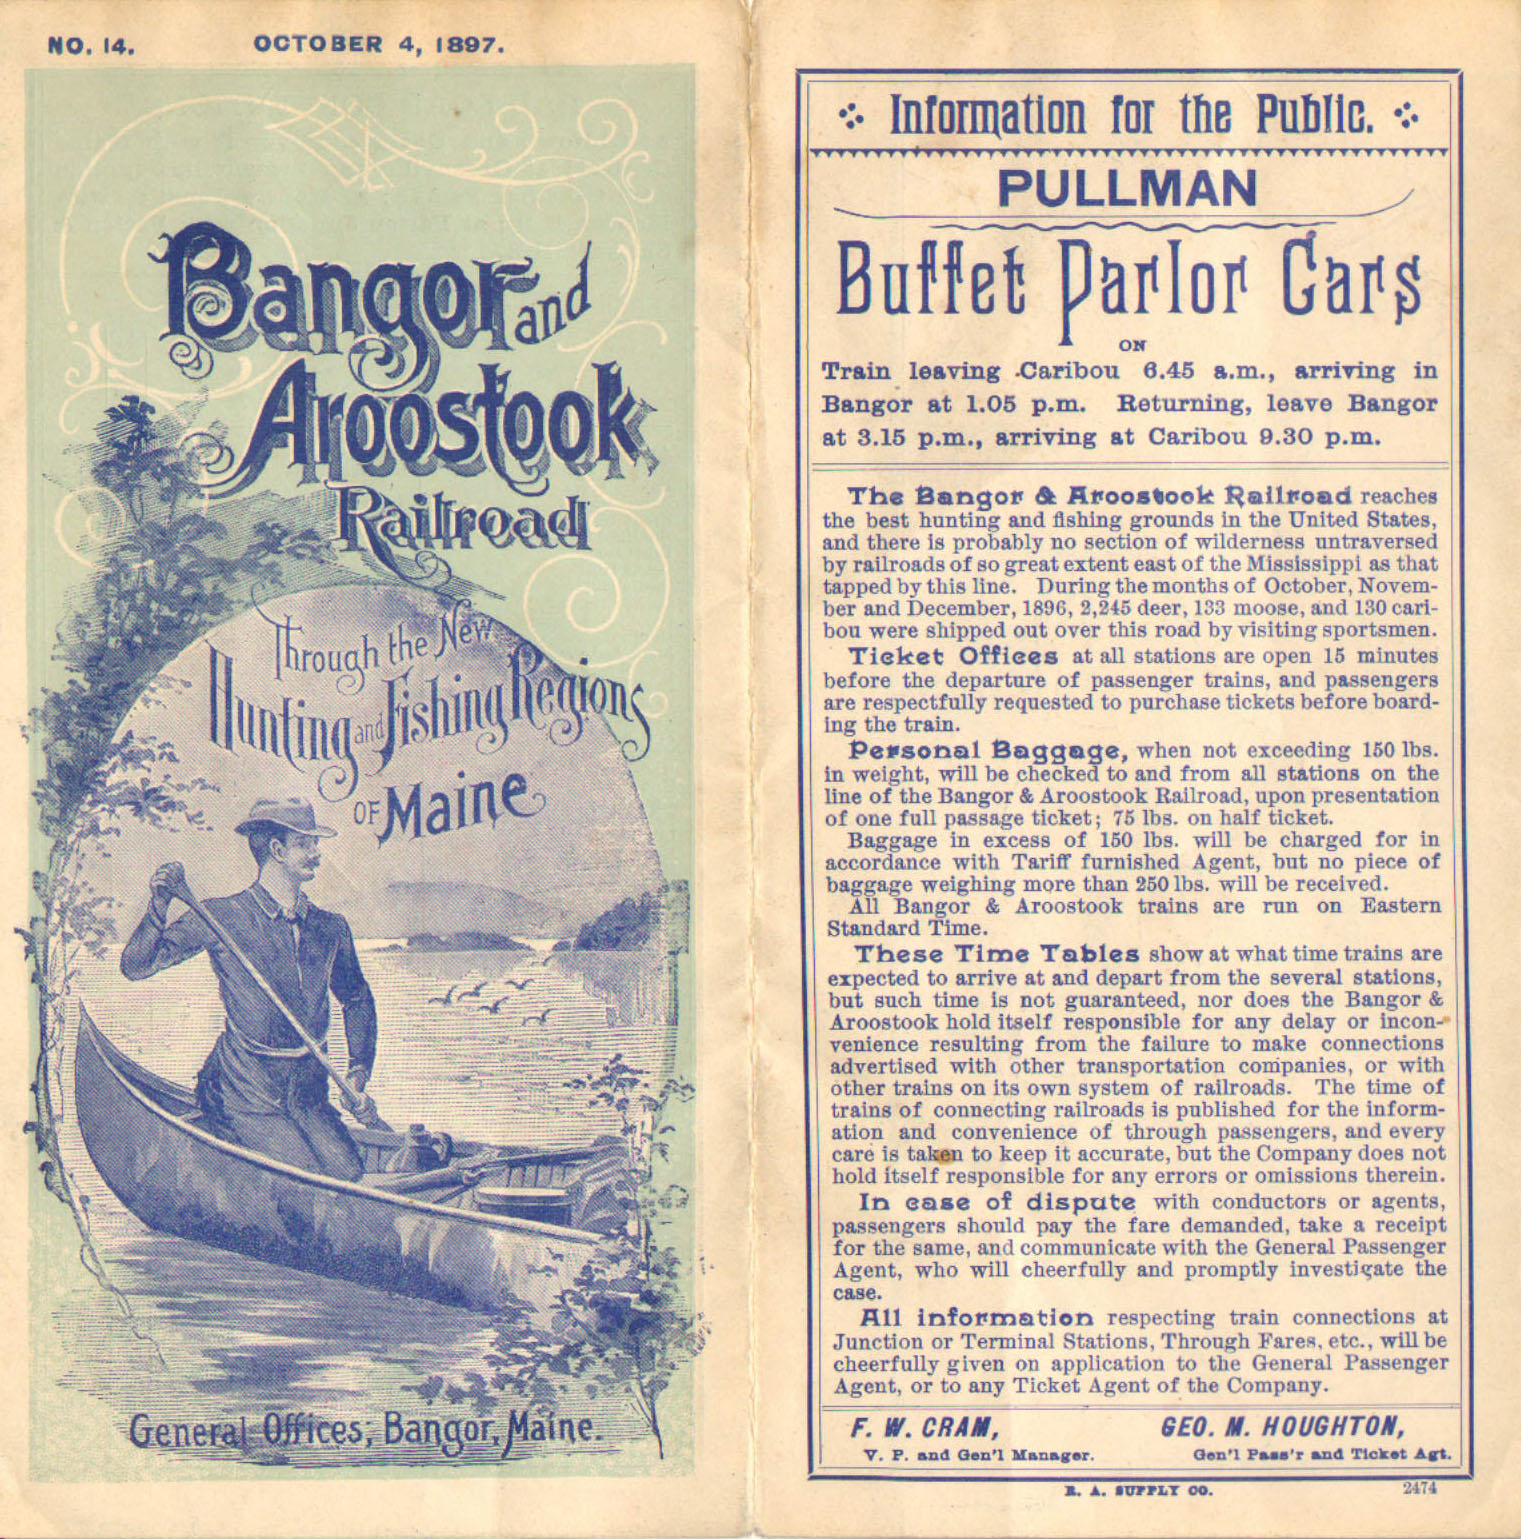 NO. 14. OCTOBER 4, 1897.
Bangor and
Aroostook
Railroad
Through the New
Hunting and Fishing Regions
OF Maine
General Offices, Bangor, Maine.
Information for the Public.
PULLMAN
Buffet Parlor Cars
ON
Train leaving Caribou 6.45 a.m., arriving in
Bangor at 1.05 p.m. Returning, leave Bangor
at 3.15 p.m., arriving at Caribou 9.30 p.m.
The Bangor & Aroostook Railroad reaches
the best hunting and fishing grounds in the United States,
and there is probably no section of wilderness untraversed
by railroads of so great extent east of the Mississippi as that
tapped by this line. During the months of October, Novem-
ber and December, 1896, 2,245 deer, 133 moose, and 130 cari-
bou were shipped out over this road by visiting sportsmen.
Ticket Offices at all stations are open 15 minutes
before the departure of passenger trains, and passengers
are respectfully requested to purchase tickets before board-
ing the train.
Personal Baggage, when not exceeding 150 lbs.
in weight, will be checked to and from all stations on the
line of the Bangor & Aroostook Railroad, upon presentation
of one full passage ticket; 75 lbs. on half ticket.
Baggage in excess of 150 lbs. will be charged for in
accordance with Tariff furnished Agent, but no piece of
baggage weighing more than 250 lbs. will be received.
All Bangor & Aroostook trains are run on Eastern
Standard Time.
These Time Tables show at what time trains are
expected to arrive at and depart from the several stations,
but such time is not guaranteed, nor does the Bangor &
Aroostook hold itself responsible for any delay or incon-
venience resulting from the failure to make connections
advertised with other transportation companies, or with
other trains on its own system of railroads. The time of
trains of connecting railroads is published for the inform-
ation and convenience of through passengers, and every
care is taken to keep it accurate, but the Company does not
hold itself responsible for any errors or omissions therein.
In case of dispute with conductors or agents,
passengers should pay the fare demanded, take a receipt
for the same, and communicate with the General Passenger
Agent, who will cheerfully and promptly investigate the
case.
All information respecting train connections at
Junction or Terminal Stations, Through Fares, etc., will be
cheerfully given on application to the General Passenger
Agent, or to any Ticket Agent of the Company.
F. W. CRAM, GEO. M. HOUGHTON,
V. P. and Gen'l Manager. Gen'l Pass'r and Ticket Agt.
R. A. SUPPLY CO. 2474